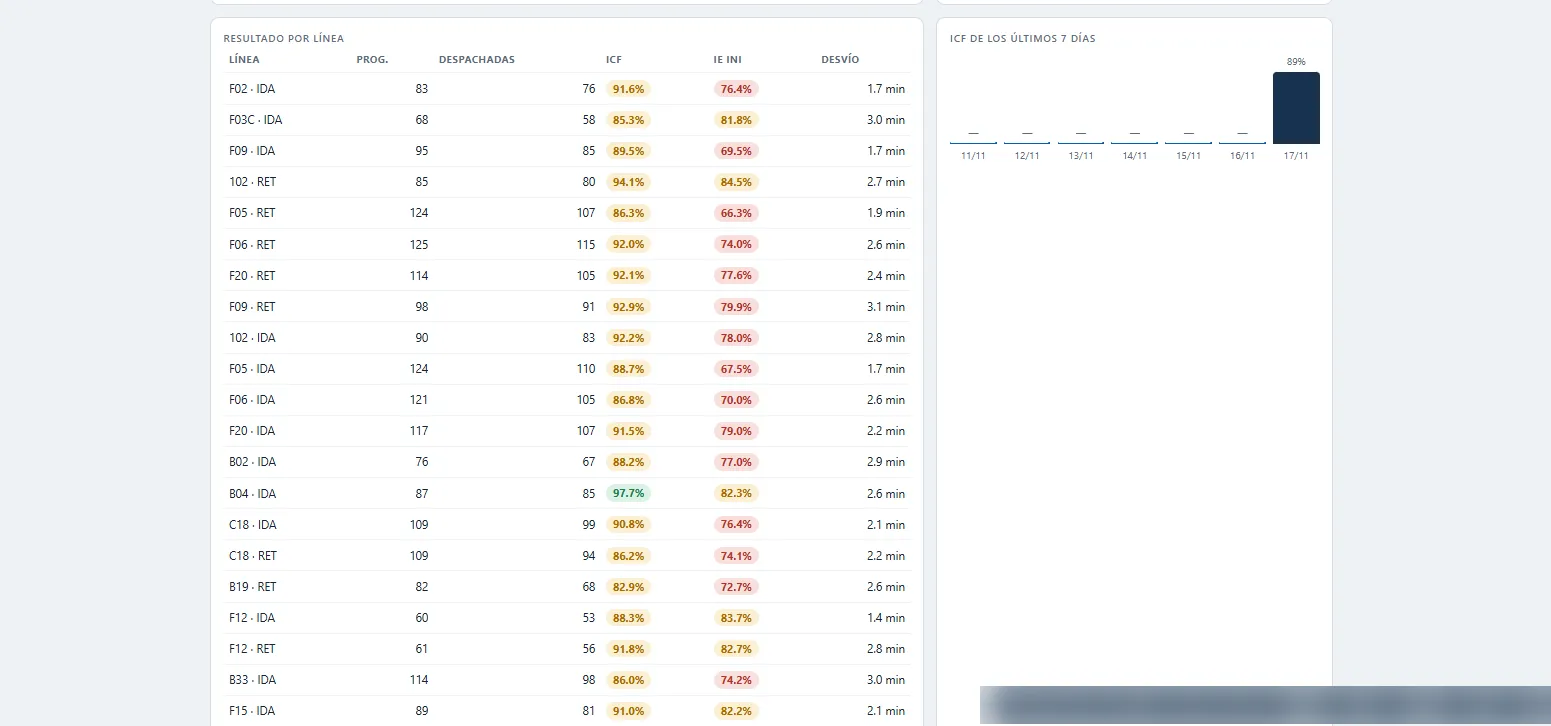 RESULTADO POR LÍNEA
LÍNEA PROG. DESPACHADAS ICF IE INI DESVÍO
F02 · IDA 83 76 91.6% 76.4% 1.7 min
F03C · IDA 68 58 85.3% 81.8% 3.0 min
F09 · IDA 95 85 89.5% 69.5% 1.7 min
102 · RET 85 80 94.1% 84.5% 2.7 min
F05 · RET 124 107 86.3% 66.3% 1.9 min
F06 · RET 125 115 92.0% 74.0% 2.6 min
F20 · RET 114 105 92.1% 77.6% 2.4 min
F09 · RET 98 91 92.9% 79.9% 3.1 min
102 · IDA 90 83 92.2% 78.0% 2.8 min
F05 · IDA 124 110 88.7% 67.5% 1.7 min
F06 · IDA 121 105 86.8% 70.0% 2.6 min
F20 · IDA 117 107 91.5% 79.0% 2.2 min
B02 · IDA 76 67 88.2% 77.0% 2.9 min
B04 · IDA 87 85 97.7% 82.3% 2.6 min
C18 · IDA 109 99 90.8% 76.4% 2.1 min
C18 · RET 109 94 86.2% 74.1% 2.2 min
B19 · RET 82 68 82.9% 72.7% 2.6 min
F12 · IDA 60 53 88.3% 83.7% 1.4 min
F12 · RET 61 56 91.8% 82.7% 2.8 min
B33 · IDA 114 98 86.0% 74.2% 3.0 min
F15 · IDA 89 81 91.0% 82.2% 2.1 min
ICF DE LOS ÚLTIMOS 7 DÍAS
— — — — — — 89%
11/11 12/11 13/11 14/11 15/11 16/11 17/11